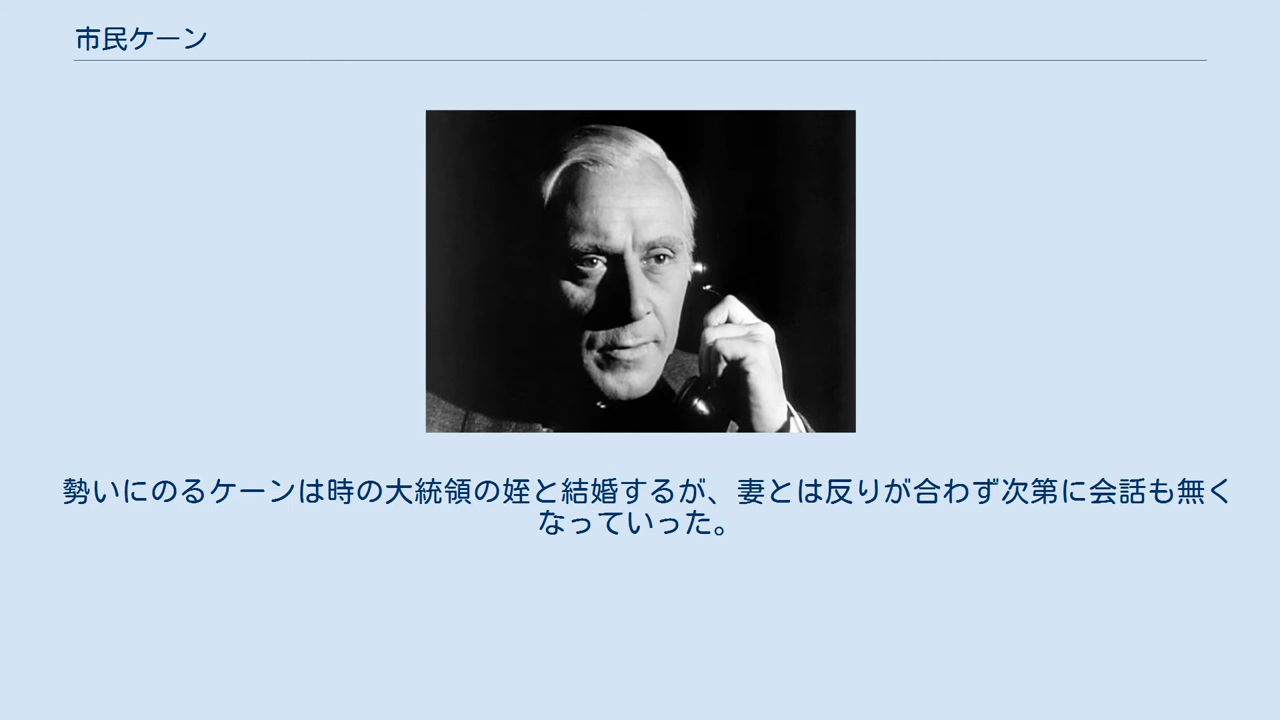 市民ケーン
勢いにのるケーンは時の大統領の姪と結婚するが、妻とは反りが合わず次第に会話も無く
なっていった。